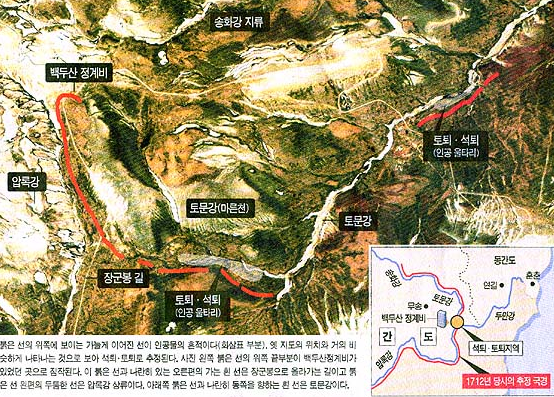 송화강 지류
백두산 정계비
토퇴·석퇴
(인공 울타리)
압록강
토문강(마른천)
토문강
장군봉 길
토퇴·석퇴
(인공 울타리)
동간도
송화강
무송
토문강
연길
훈춘
백두산 정계비
두만강
간 도
압록강
석퇴·토퇴지역
1712년 당시의 추정 국경
붉은 선의 위쪽에 보이는 가늘게 이어진 선이 인공물의 흔적이다(화살표 부분). 옛 지도의 위치와 거의 비
슷하게 나타나는 것으로 보아 석퇴·토퇴로 추정된다. 사진 왼쪽 붉은 선의 위쪽 끝부분이 백두산정계비가
있었던 곳으로 짐작된다. 이 붉은 선과 나란히 있는 오른편의 가는 흰 선은 장군봉으로 올라가는 길이고 붉
은 선 왼편의 두툼한 선은 압록강 상류이다. 아래쪽 붉은 선과 나란히 동쪽을 향하는 흰 선은 토문강이다.